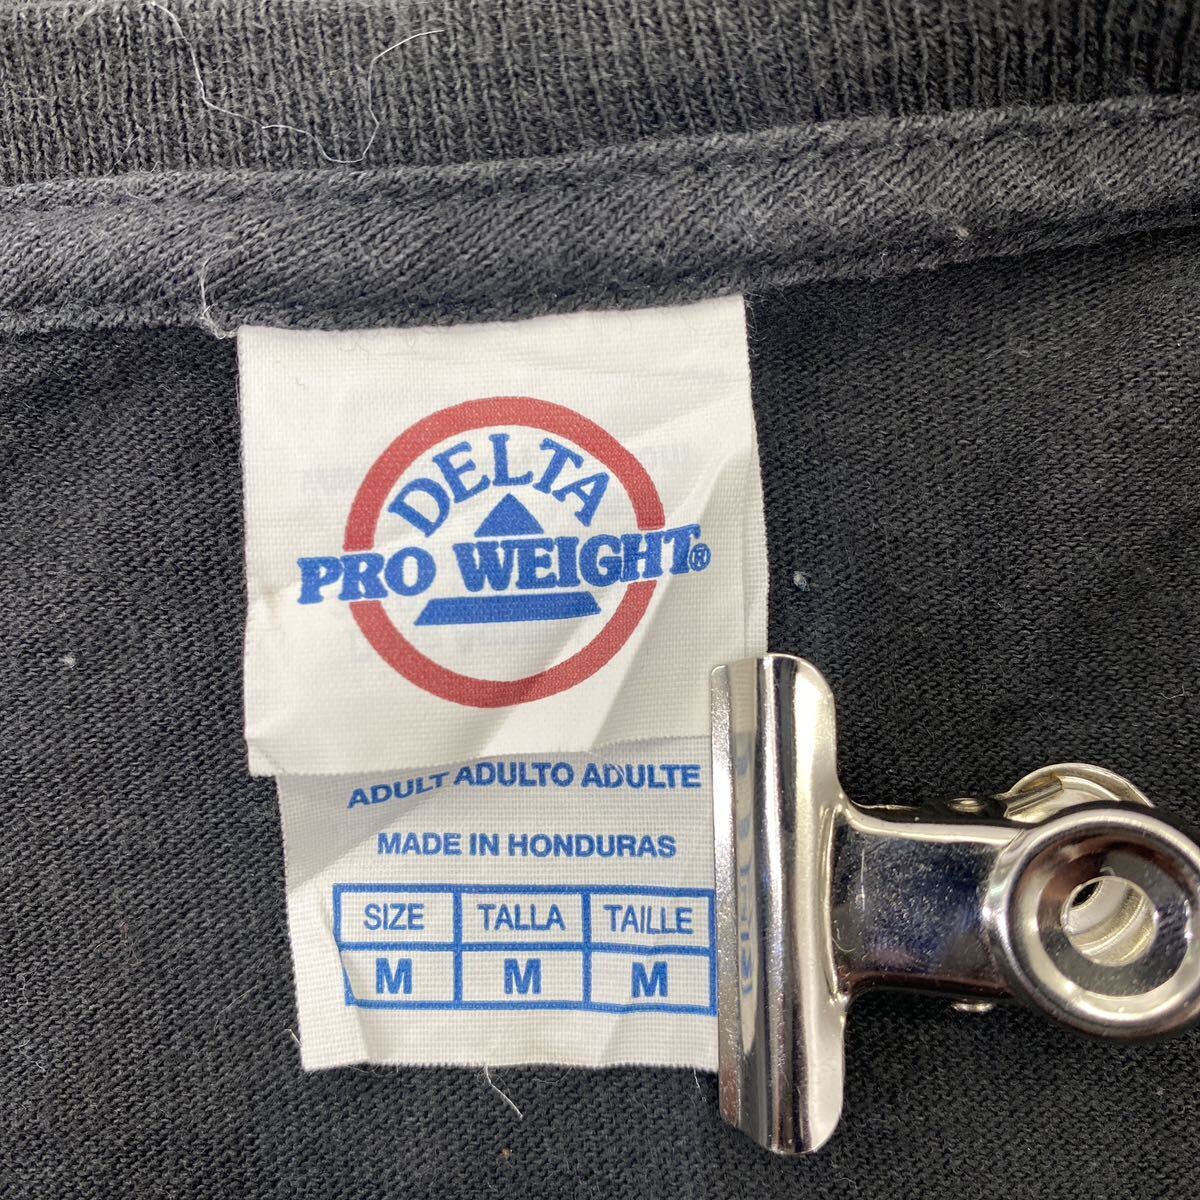 DELTA
PRO WEIGHT®
ADULT ADULTO ADULTE
MADE IN HONDURAS
SIZE TALLA TAILLE
M M M